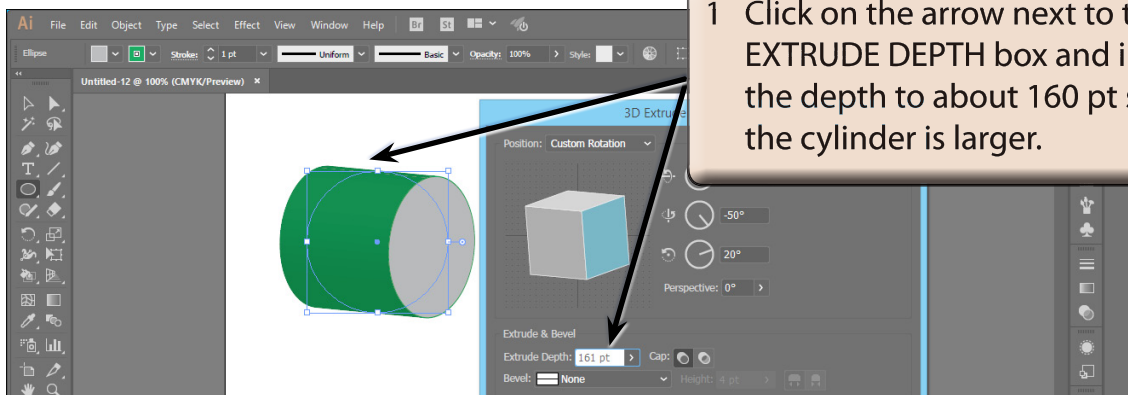 Ai File Edit Object Type Select Effect View Window Help Br St
1 Click on the arrow next to
EXTRUDE DEPTH box and
the depth to about 160 pt
the cylinder is larger.
Ellipse Stroke: 1 pt Uniform Basic Opacity: 100% Style:
Untitled-12 @ 100% (CMYK/Preview) ×
3D
Position: Custom Rotation
-50°
20°
Perspective: 0°
Extrude & Bevel
Extrude Depth: 161 pt Cap:
Bevel: None Height: 4 pt